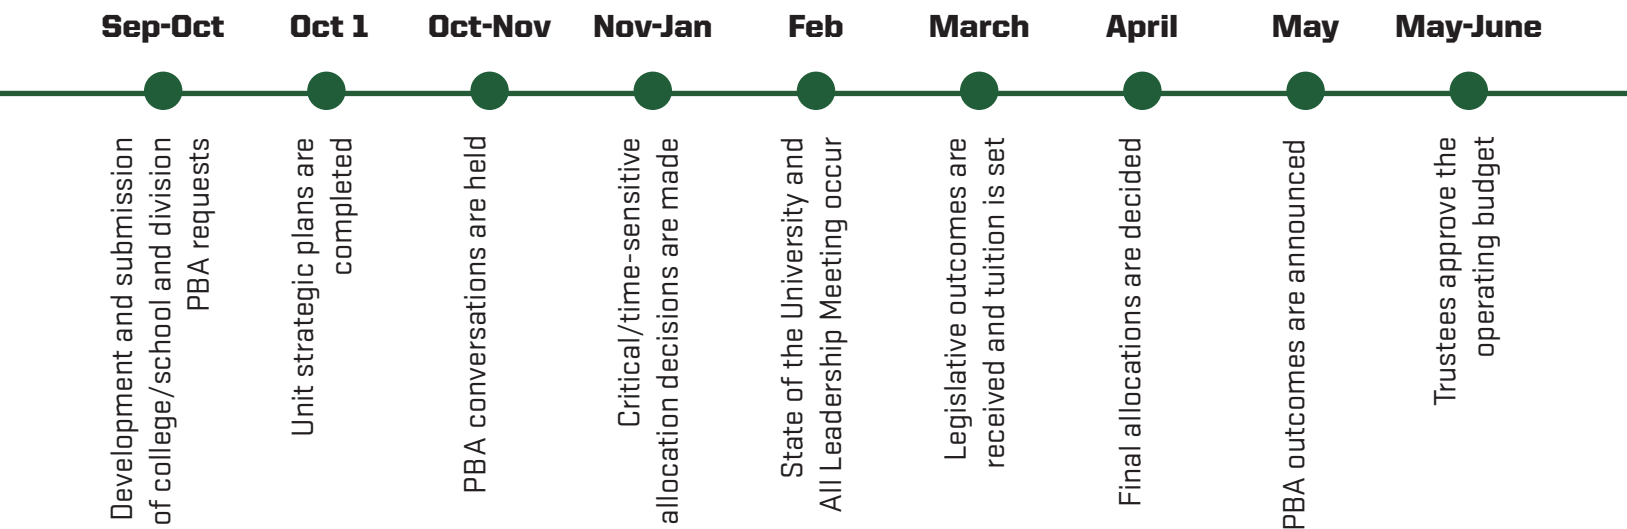 Sep-Oct
Oct 1
Oct-Nov
Nov-Jan
Feb
March
April
May
May-June
Development and submission
of college/school and division
PBA requests
Unit strategic plans are
completed
PBA conversations are held
Critical/time-sensitive
allocation decisions are made
State of the University and
All Leadership Meeting occur
Legislative outcomes are
received and tuition is set
Final allocations are decided
PBA outcomes are announced
Trustees approve the
operating budget